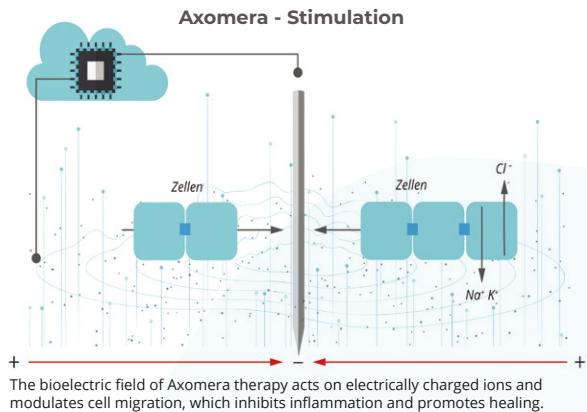 Axomera - Stimulation
Zellen
Zellen
Cl⁻
Na⁺ K⁺
+ – +
The bioelectric field of Axomera therapy acts on electrically charged ions and
modulates cell migration, which inhibits inflammation and promotes healing.